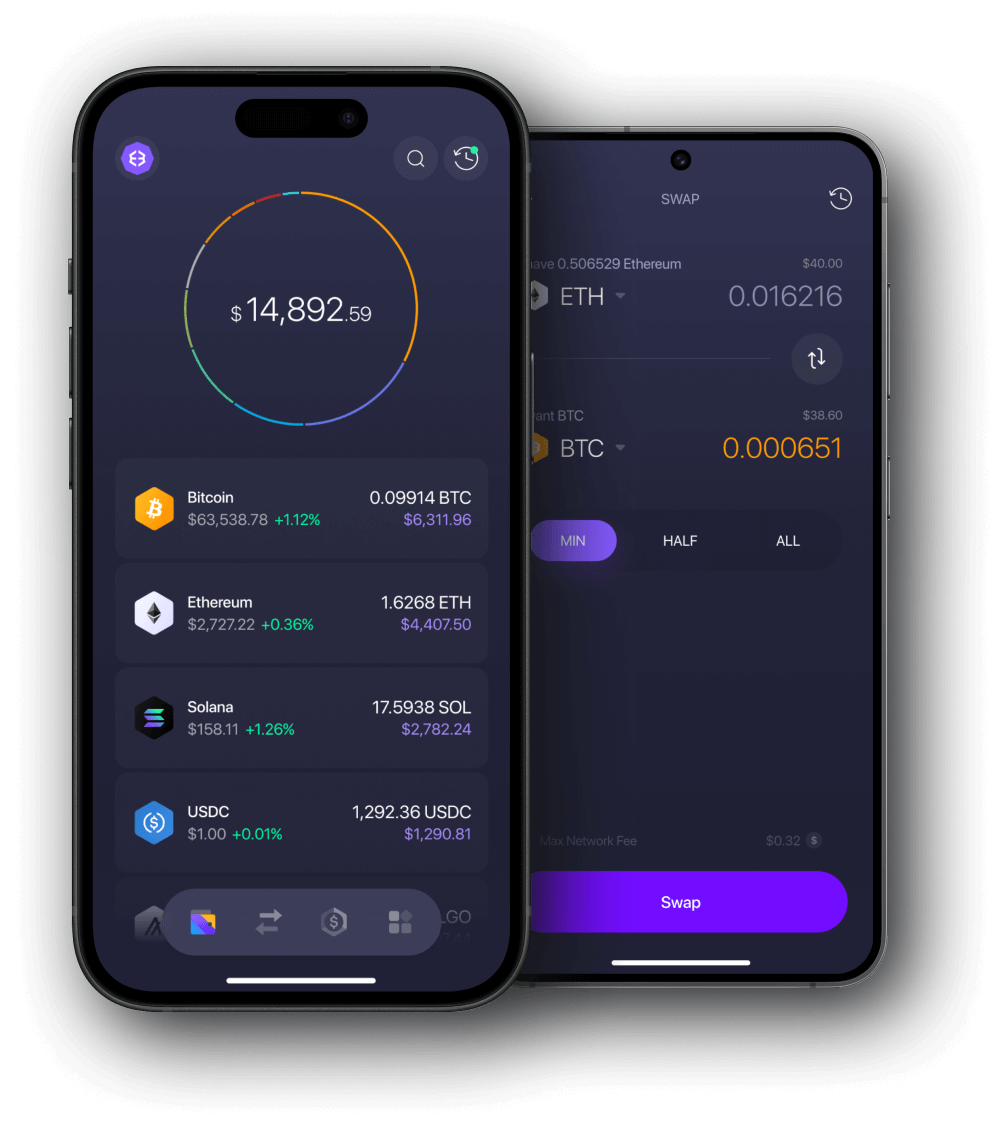 $14,892.59
Bitcoin
0.09914 BTC
$63,538.78 +1.12%
$6,311.96
Ethereum
1.6268 ETH
$2,727.22 +0.36%
$4,407.50
Solana
17.5938 SOL
$158.11 +1.26%
$2,782.24
USDC
1,292.36 USDC
$1.00 +0.01%
$1,290.81
SWAP
0.506529 Ethereum
$40.00
ETH
0.016216
BTC
$38.60
BTC
0.000651
MIN
HALF
ALL
Max Network Fee
$0.32 $
Swap